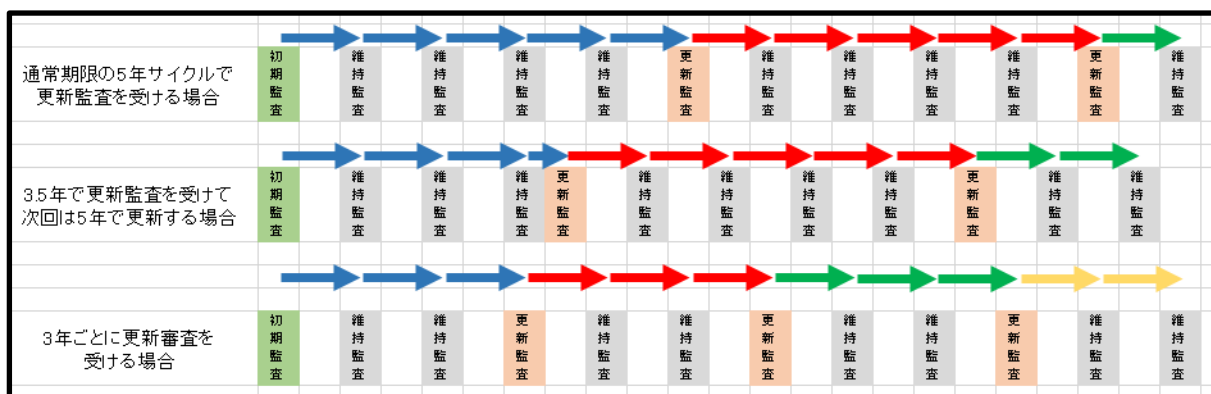 通常期限の5年サイクルで
更新監査を受ける場合
初期監査 維持監査 維持監査 維持監査 維持監査 更新監査 維持監査 維持監査 維持監査 維持監査 更新監査 維持監査
3.5年で更新監査を受けて
次回は5年で更新する場合
初期監査 維持監査 維持監査 維持監査 更新監査 維持監査 維持監査 維持監査 維持監査 更新監査 維持監査 維持監査
3年ごとに更新審査を
受ける場合
初期監査 維持監査 維持監査 更新監査 維持監査 維持監査 更新監査 維持監査 維持監査 更新監査 維持監査 維持監査